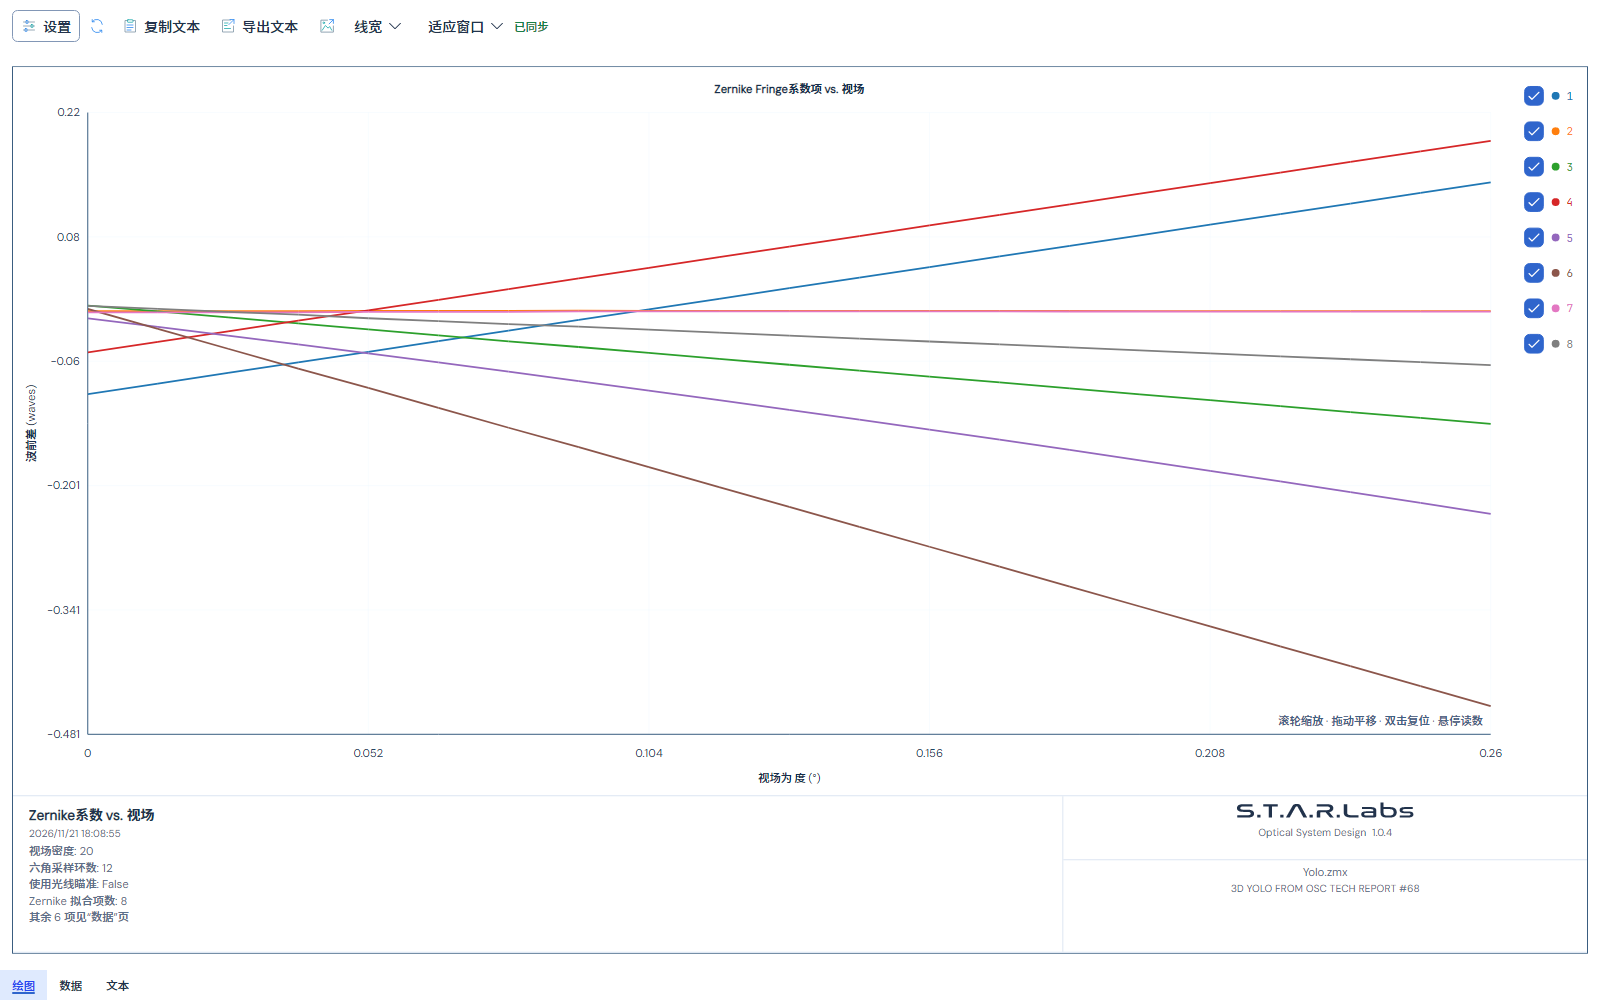 设置 复制文本 导出文本 线宽 适应窗口 已同步
Zernike Fringe系数项 vs. 视场
0.22
0.08
-0.06
-0.201
-0.341
-0.481
波前差 (waves)
0 0.052 0.104 0.156 0.208 0.26
视场为 度 (°)
滚轮缩放 · 拖动平移 · 双击复位 · 悬停读数
1
2
3
4
5
6
7
8
Zernike系数 vs. 视场
2026/11/21 18:08:55
视场密度: 20
六角采样环数: 12
使用光线瞄准: False
Zernike 拟合项数: 8
其余 6 项见“数据”页
S.T.A.R.Labs
Optical System Design 1.0.4
Yolo.zmx
3D YOLO FROM OSC TECH REPORT #68
绘图 数据 文本